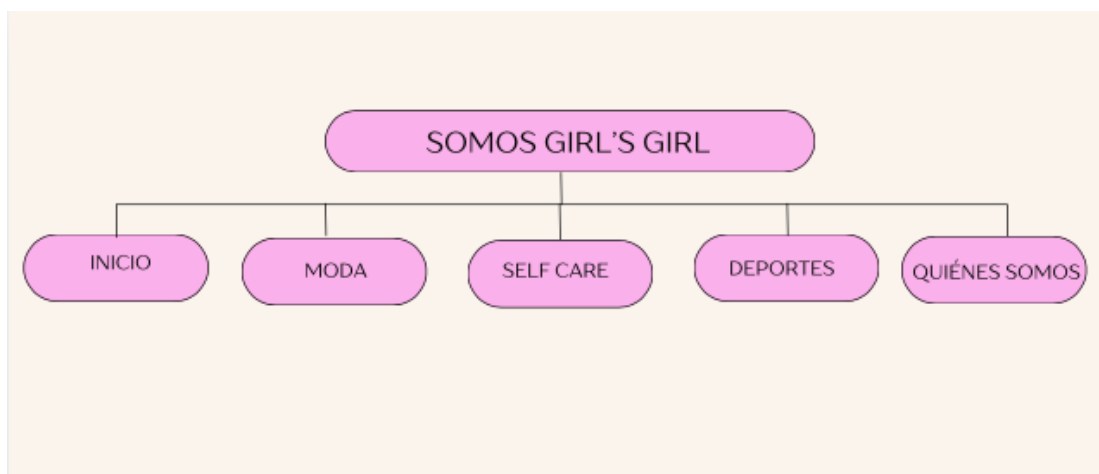 SOMOS GIRL'S GIRL
INICIO
MODA
SELF CARE
DEPORTES
QUIÉNES SOMOS